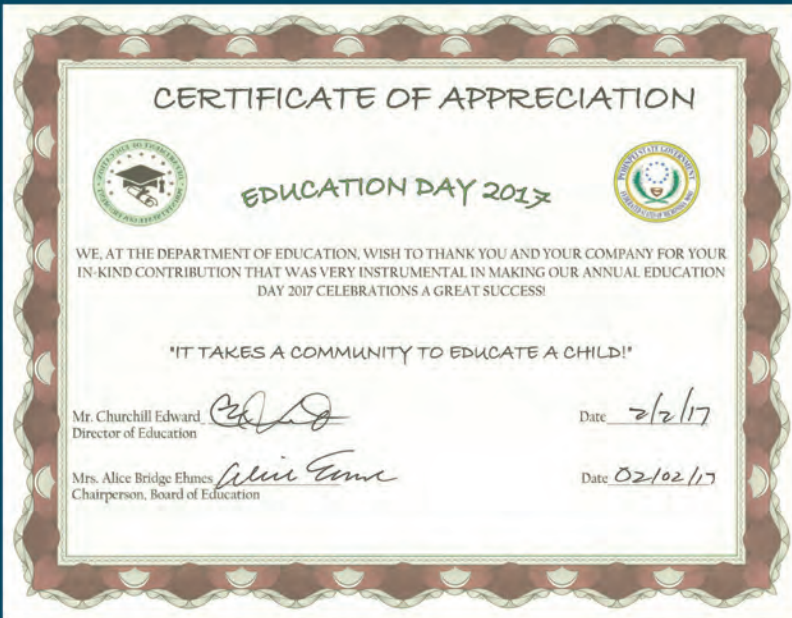 CERTIFICATE OF APPRECIATION
EDUCATION DAY 2017
POHNPEI STATE GOVERNMENT
WE, AT THE DEPARTMENT OF EDUCATION, WISH TO THANK YOU AND YOUR COMPANY FOR YOUR
IN-KIND CONTRIBUTION THAT WAS VERY INSTRUMENTAL IN MAKING OUR ANNUAL EDUCATION
DAY 2017 CELEBRATIONS A GREAT SUCCESS!
"IT TAKES A COMMUNITY TO EDUCATE A CHILD!"
Mr. Churchill Edward
Date 2/2/17
Director of Education
Mrs. Alice Bridge Ehmes
Date 02/02/17
Chairperson, Board of Education